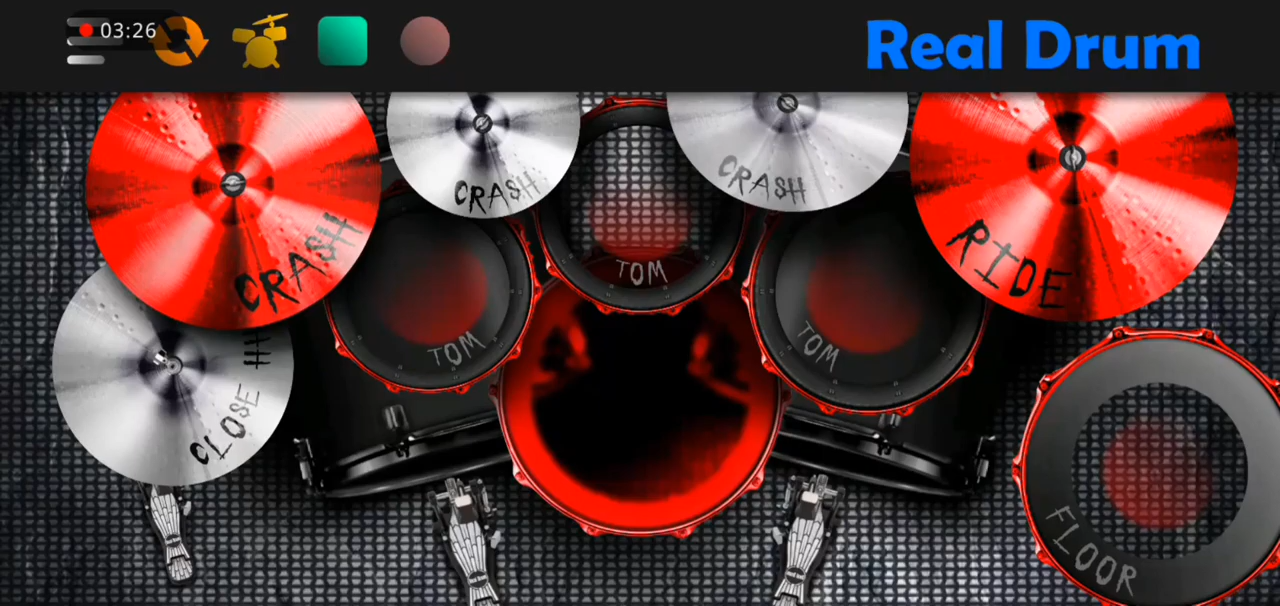 03:26
Real Drum
CRASH
CRASH
CRASH
RIDE
TOM
TOM
TOM
CLOSE HH
FLOOR